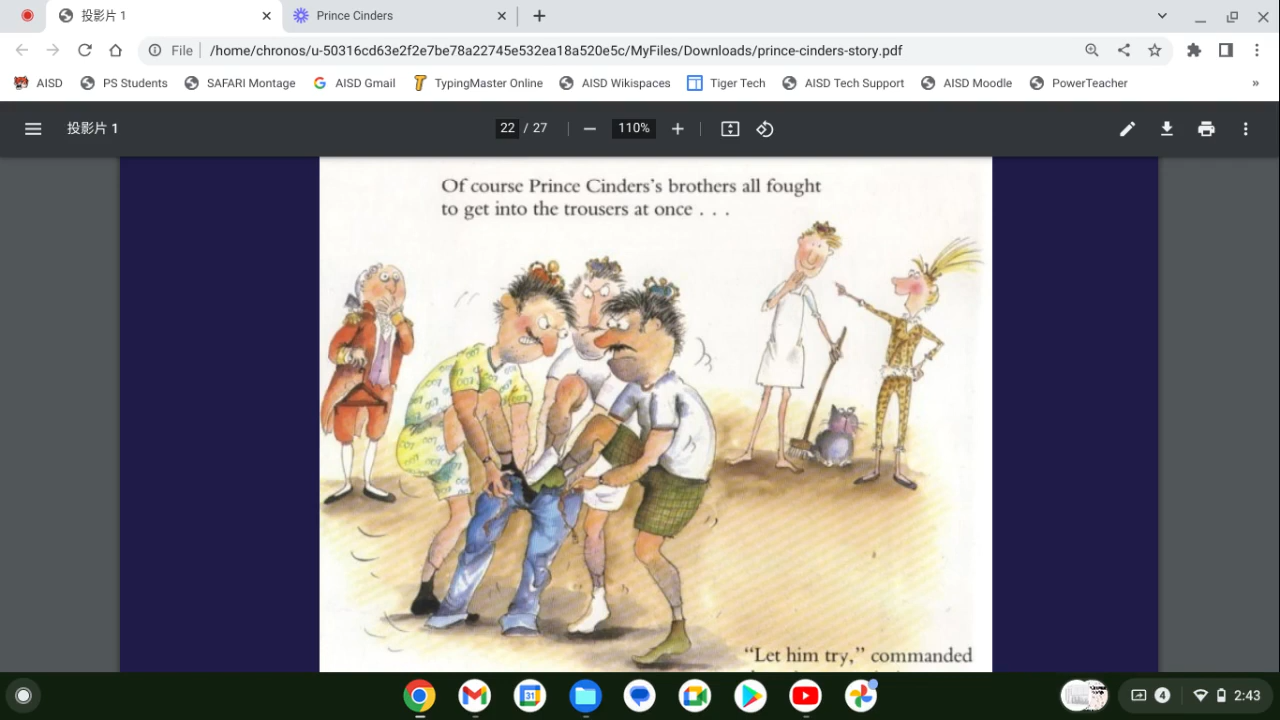 投影片 1
Prince Cinders
File
/home/chronos/u-50316cd63e2f2e7be78a22745e532ea18a520e5c/MyFiles/Downloads/prince-cinders-story.pdf
AISD
PS Students
SAFARI Montage
AISD Gmail
TypingMaster Online
AISD Wikispaces
Tiger Tech
AISD Tech Support
AISD Moodle
PowerTeacher
»
投影片 1
22 / 27
110%
Of course Prince Cinders's brothers all fought
to get into the trousers at once . . .
"Let him try," commanded
31
4
2:43